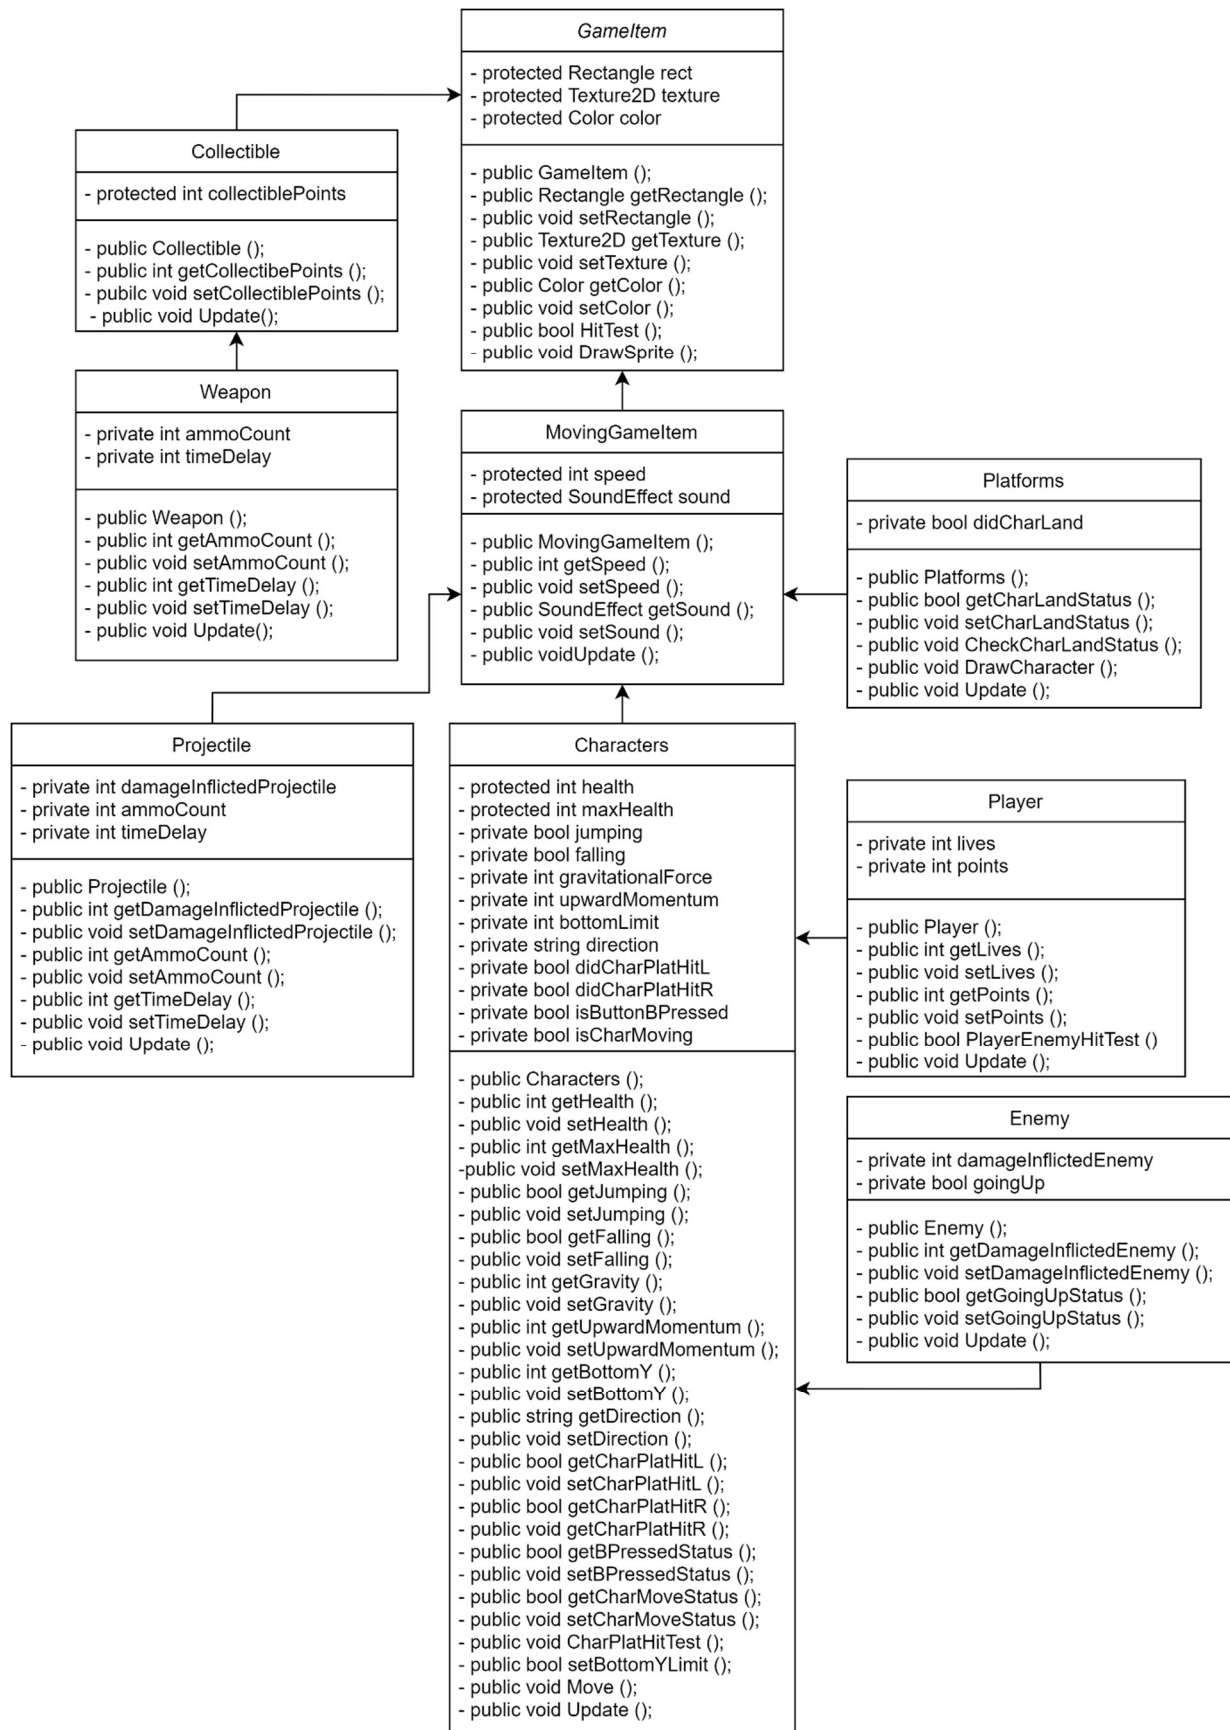 GameItem
- protected Rectangle rect
- protected Texture2D texture
- protected Color color
- public GameItem ();
- public Rectangle getRectangle ();
- public void setRectangle ();
- public Texture2D getTexture ();
- public void setTexture ();
- public Color getColor ();
- public void setColor ();
- public bool HitTest ();
- public void DrawSprite ();
Collectible
- protected int collectiblePoints
- public Collectible ();
- public int getCollectibePoints ();
- pubilc void setCollectiblePoints ();
- public void Update();
Weapon
- private int ammoCount
- private int timeDelay
- public Weapon ();
- public int getAmmoCount ();
- public void setAmmoCount ();
- public int getTimeDelay ();
- public void setTimeDelay ();
- public void Update();
MovingGameItem
- protected int speed
- protected SoundEffect sound
- public MovingGameItem ();
- public int getSpeed ();
- public void setSpeed ();
- public SoundEffect getSound ();
- public void setSound ();
- public voidUpdate ();
Platforms
- private bool didCharLand
- public Platforms ();
- public bool getCharLandStatus ();
- public void setCharLandStatus ();
- public void CheckCharLandStatus ();
- public void DrawCharacter ();
- public void Update ();
Projectile
- private int damageInflictedProjectile
- private int ammoCount
- private int timeDelay
- public Projectile ();
- public int getDamageInflictedProjectile ();
- public void setDamageInflictedProjectile ();
- public int getAmmoCount ();
- public void setAmmoCount ();
- public int getTimeDelay ();
- public void setTimeDelay ();
- public void Update ();
Characters
- protected int health
- protected int maxHealth
- private bool jumping
- private bool falling
- private int gravitationalForce
- private int upwardMomentum
- private int bottomLimit
- private string direction
- private bool didCharPlatHitL
- private bool didCharPlatHitR
- private bool isButtonBPressed
- private bool isCharMoving
- public Characters ();
- public int getHealth ();
- public void setHealth ();
- public int getMaxHealth ();
-public void setMaxHealth ();
- public bool getJumping ();
- public void setJumping ();
- public bool getFalling ();
- public void setFalling ();
- public int getGravity ();
- public void setGravity ();
- public int getUpwardMomentum ();
- public void setUpwardMomentum ();
- public int getBottomY ();
- public void setBottomY ();
- public string getDirection ();
- public void setDirection ();
- public bool getCharPlatHitL ();
- public void setCharPlatHitL ();
- public bool getCharPlatHitR ();
- public void getCharPlatHitR ();
- public bool getBPressedStatus ();
- public void setBPressedStatus ();
- public bool getCharMoveStatus ();
- public void setCharMoveStatus ();
- public void CharPlatHitTest ();
- public bool setBottomYLimit ();
- public void Move ();
- public void Update ();
Player
- private int lives
- private int points
- public Player ();
- public int getLives ();
- public void setLives ();
- public int getPoints ();
- public void setPoints ();
- public bool PlayerEnemyHitTest ()
- public void Update ();
Enemy
- private int damageInflictedEnemy
- private bool goingUp
- public Enemy ();
- public int getDamageInflictedEnemy ();
- public void setDamageInflictedEnemy ();
- public bool getGoingUpStatus ();
- public void setGoingUpStatus ();
- public void Update ();